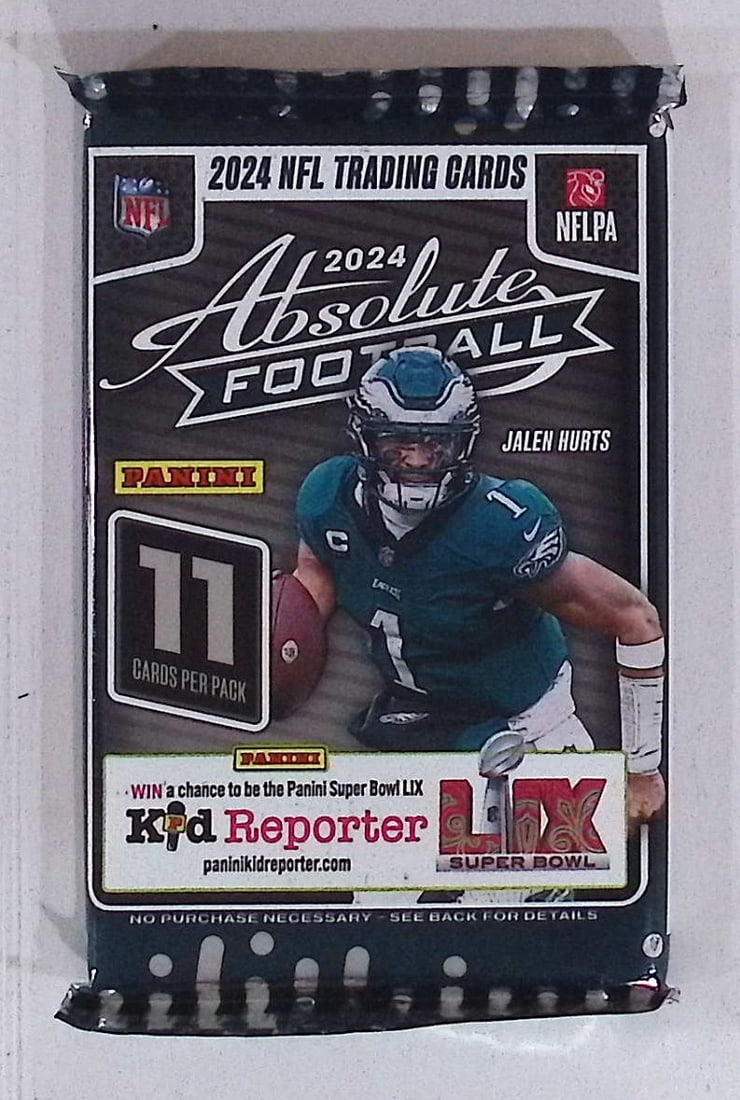 2024 NFL TRADING CARDS
NFL
NFLPA
2024
Absolute
FOOTBALL
JALEN HURTS
PANINI
1
C
EAGLES
1
11
CARDS PER PACK
PANINI
WIN a chance to be the Panini Super Bowl LIX
Kid Reporter
paninikidreporter.com
LIX
SUPER BOWL
NO PURCHASE NECESSARY - SEE BACK FOR DETAILS